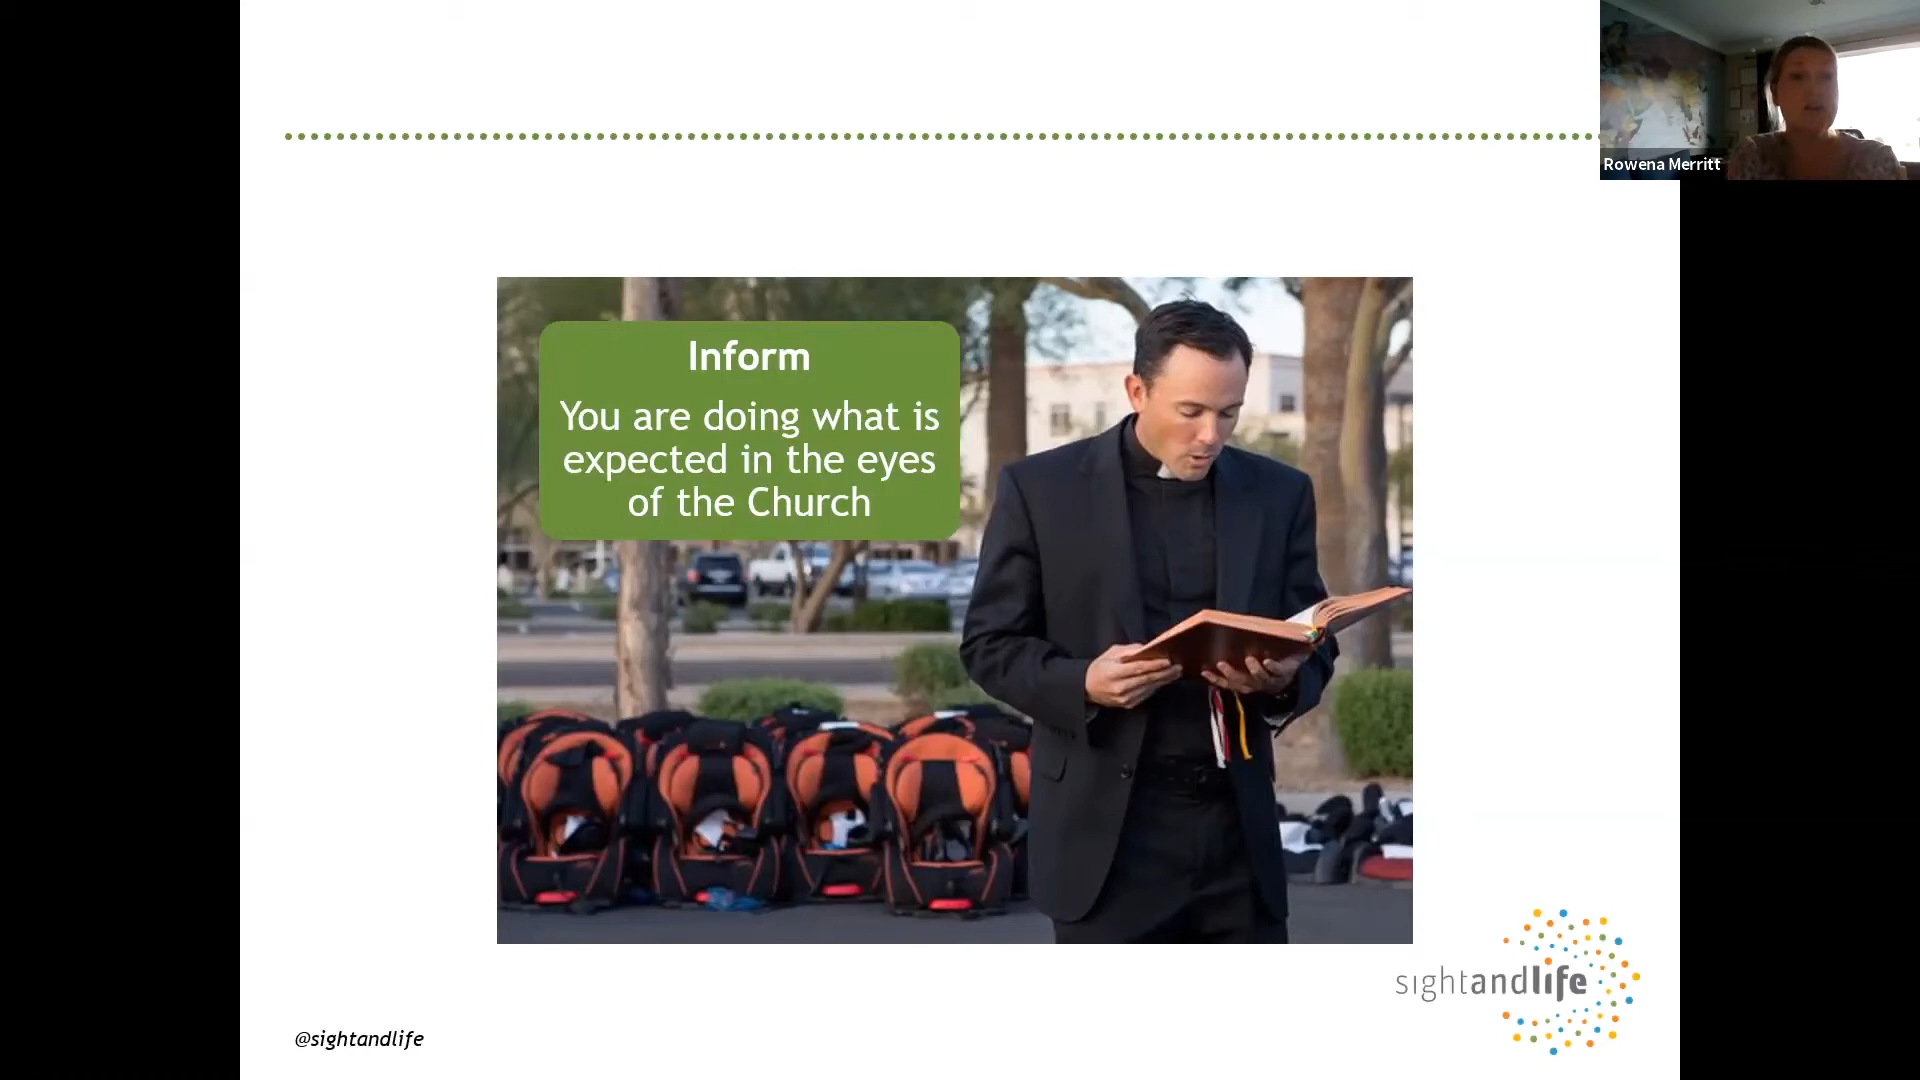 Rowena Merritt
Inform
You are doing what is
expected in the eyes
of the Church
sightandlife
@sightandlife